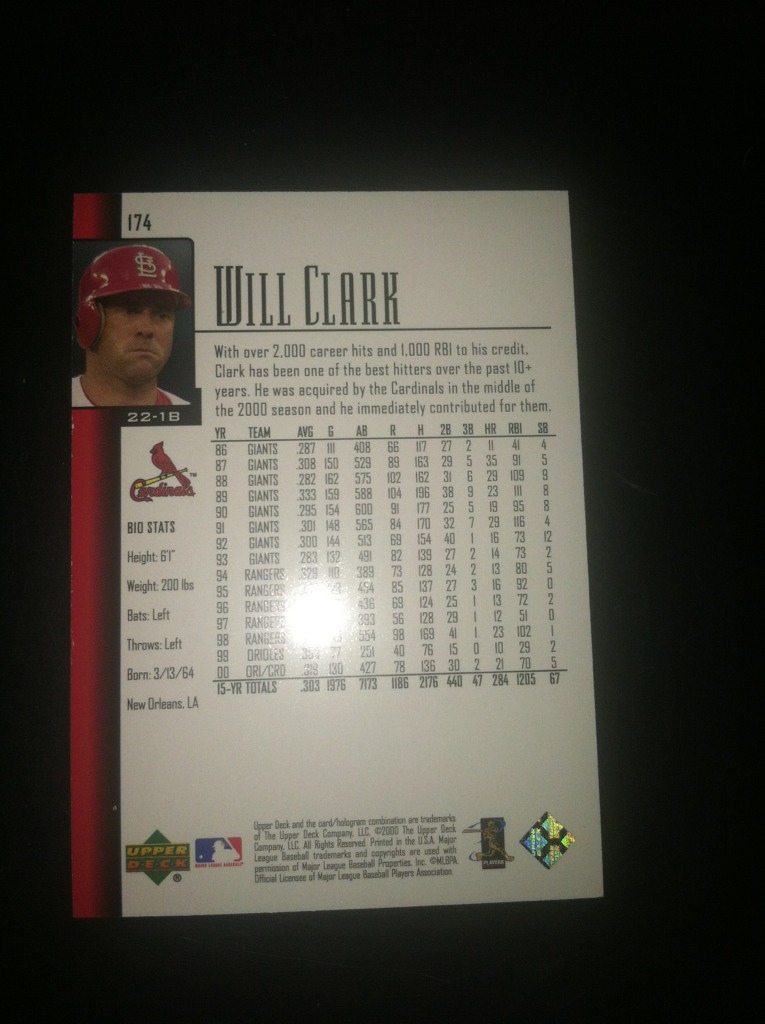 174
WILL CLARK
With over 2,000 career hits and 1,000 RBI to his credit,
Clark has been one of the best hitters over the past 10+
years. He was acquired by the Cardinals in the middle of
the 2000 season and he immediately contributed for them.
22-1B
Cardinals TM
BIO STATS
Height: 6'1"
Weight: 200 lbs
Bats: Left
Throws: Left
Born: 3/13/64
New Orleans, LA
YR TEAM AVG G AB R H 2B 3B HR RBI SB
86 GIANTS .287 111 408 66 117 27 2 11 41 4
87 GIANTS .308 150 529 89 163 29 5 35 91 5
88 GIANTS .282 162 575 102 162 31 6 29 109 9
89 GIANTS .333 159 588 104 196 38 9 23 111 8
90 GIANTS .295 154 600 91 177 25 5 19 95 8
91 GIANTS .301 148 565 84 170 32 7 29 116 4
92 GIANTS .300 144 513 69 154 40 1 16 73 12
93 GIANTS .283 132 491 82 139 27 2 14 73 2
94 RANGERS .329 110 389 73 128 24 2 13 80 5
95 RANGERS 454 85 137 27 3 16 92 0
96 RANGERS 436 69 124 25 1 13 72 2
97 RANGERS 393 56 128 29 1 12 51 0
98 RANGERS 554 98 169 41 1 23 102 1
99 ORIOLES 77 251 40 76 15 0 10 29 2
00 ORI/CRD .319 130 427 78 136 30 2 21 70 5
15-YR TOTALS .303 1976 7173 1186 2176 440 47 284 1205 67
UPPER
DECK ®
MAJOR LEAGUE BASEBALL
Upper Deck and the card/hologram combination are trademarks
of The Upper Deck Company, LLC. ©2000 The Upper Deck
Company, LLC. All Rights Reserved. Printed in the U.S.A. Major
League Baseball trademarks and copyrights are used with
permission of Major League Baseball Properties, Inc. ©MLBPA
Official Licensee of Major League Baseball Players Association.
PLAYERS